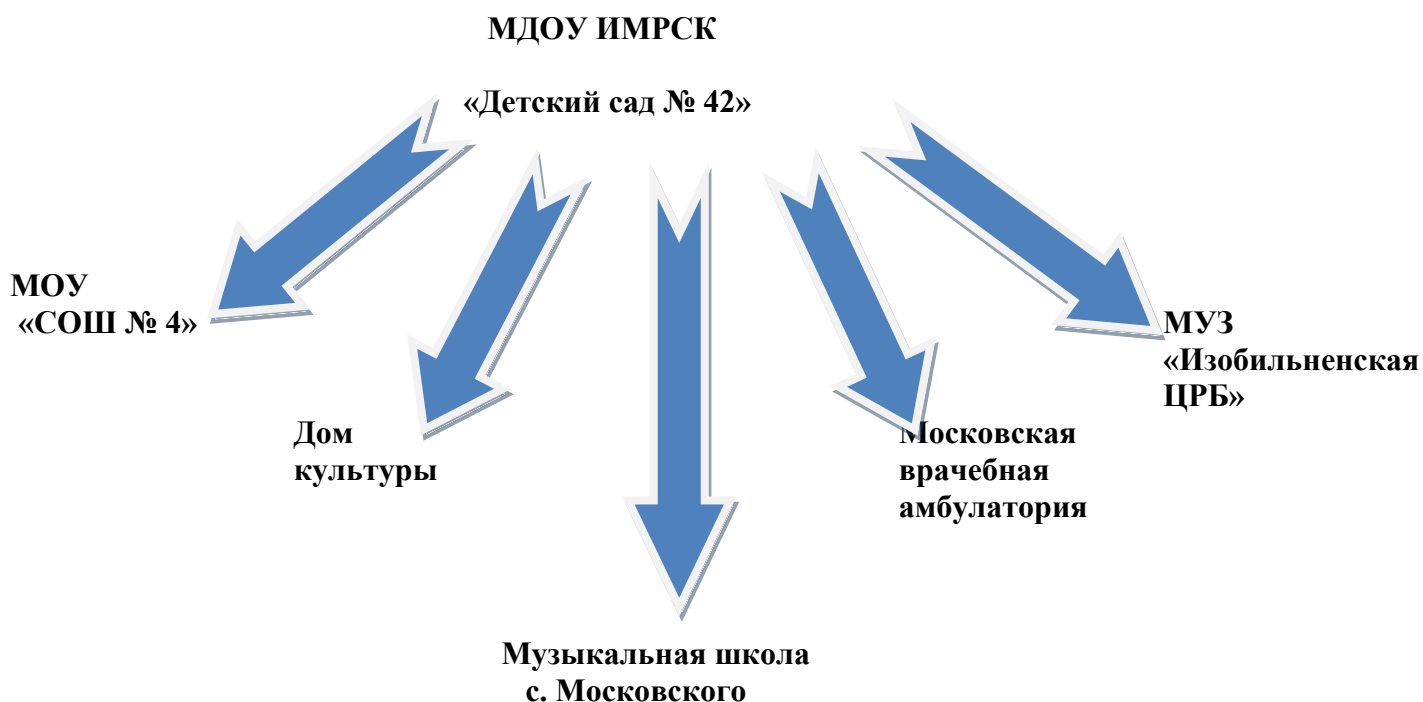 МДОУ ИМРСК
«Детский сад № 42»
МОУ
«СОШ № 4»
Дом
культуры
Музыкальная школа
с. Московского
Московская
врачебная
амбулатория
МУЗ
«Изобильненская
ЦРБ»